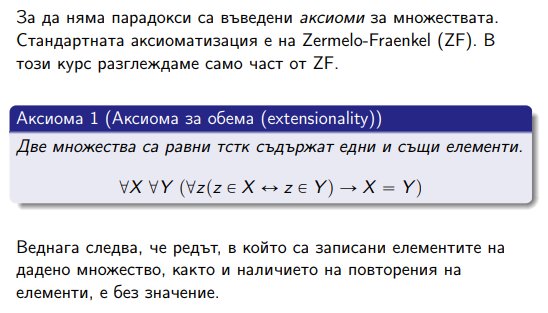 За да няма парадокси са въведени аксиоми за множествата.
Стандартната аксиоматизация е на Zermelo-Fraenkel (ZF). В
този курс разглеждаме само част от ZF.
Аксиома 1 (Аксиома за обема (extensionality))
Две множества са равни тстк съдържат едни и същи елементи.
∀X ∀Y (∀z(z ∈ X ↔ z ∈ Y) → X = Y)
Веднага следва, че редът, в който са записани елементите на
дадено множество, както и наличието на повторения на
елементи, е без значение.